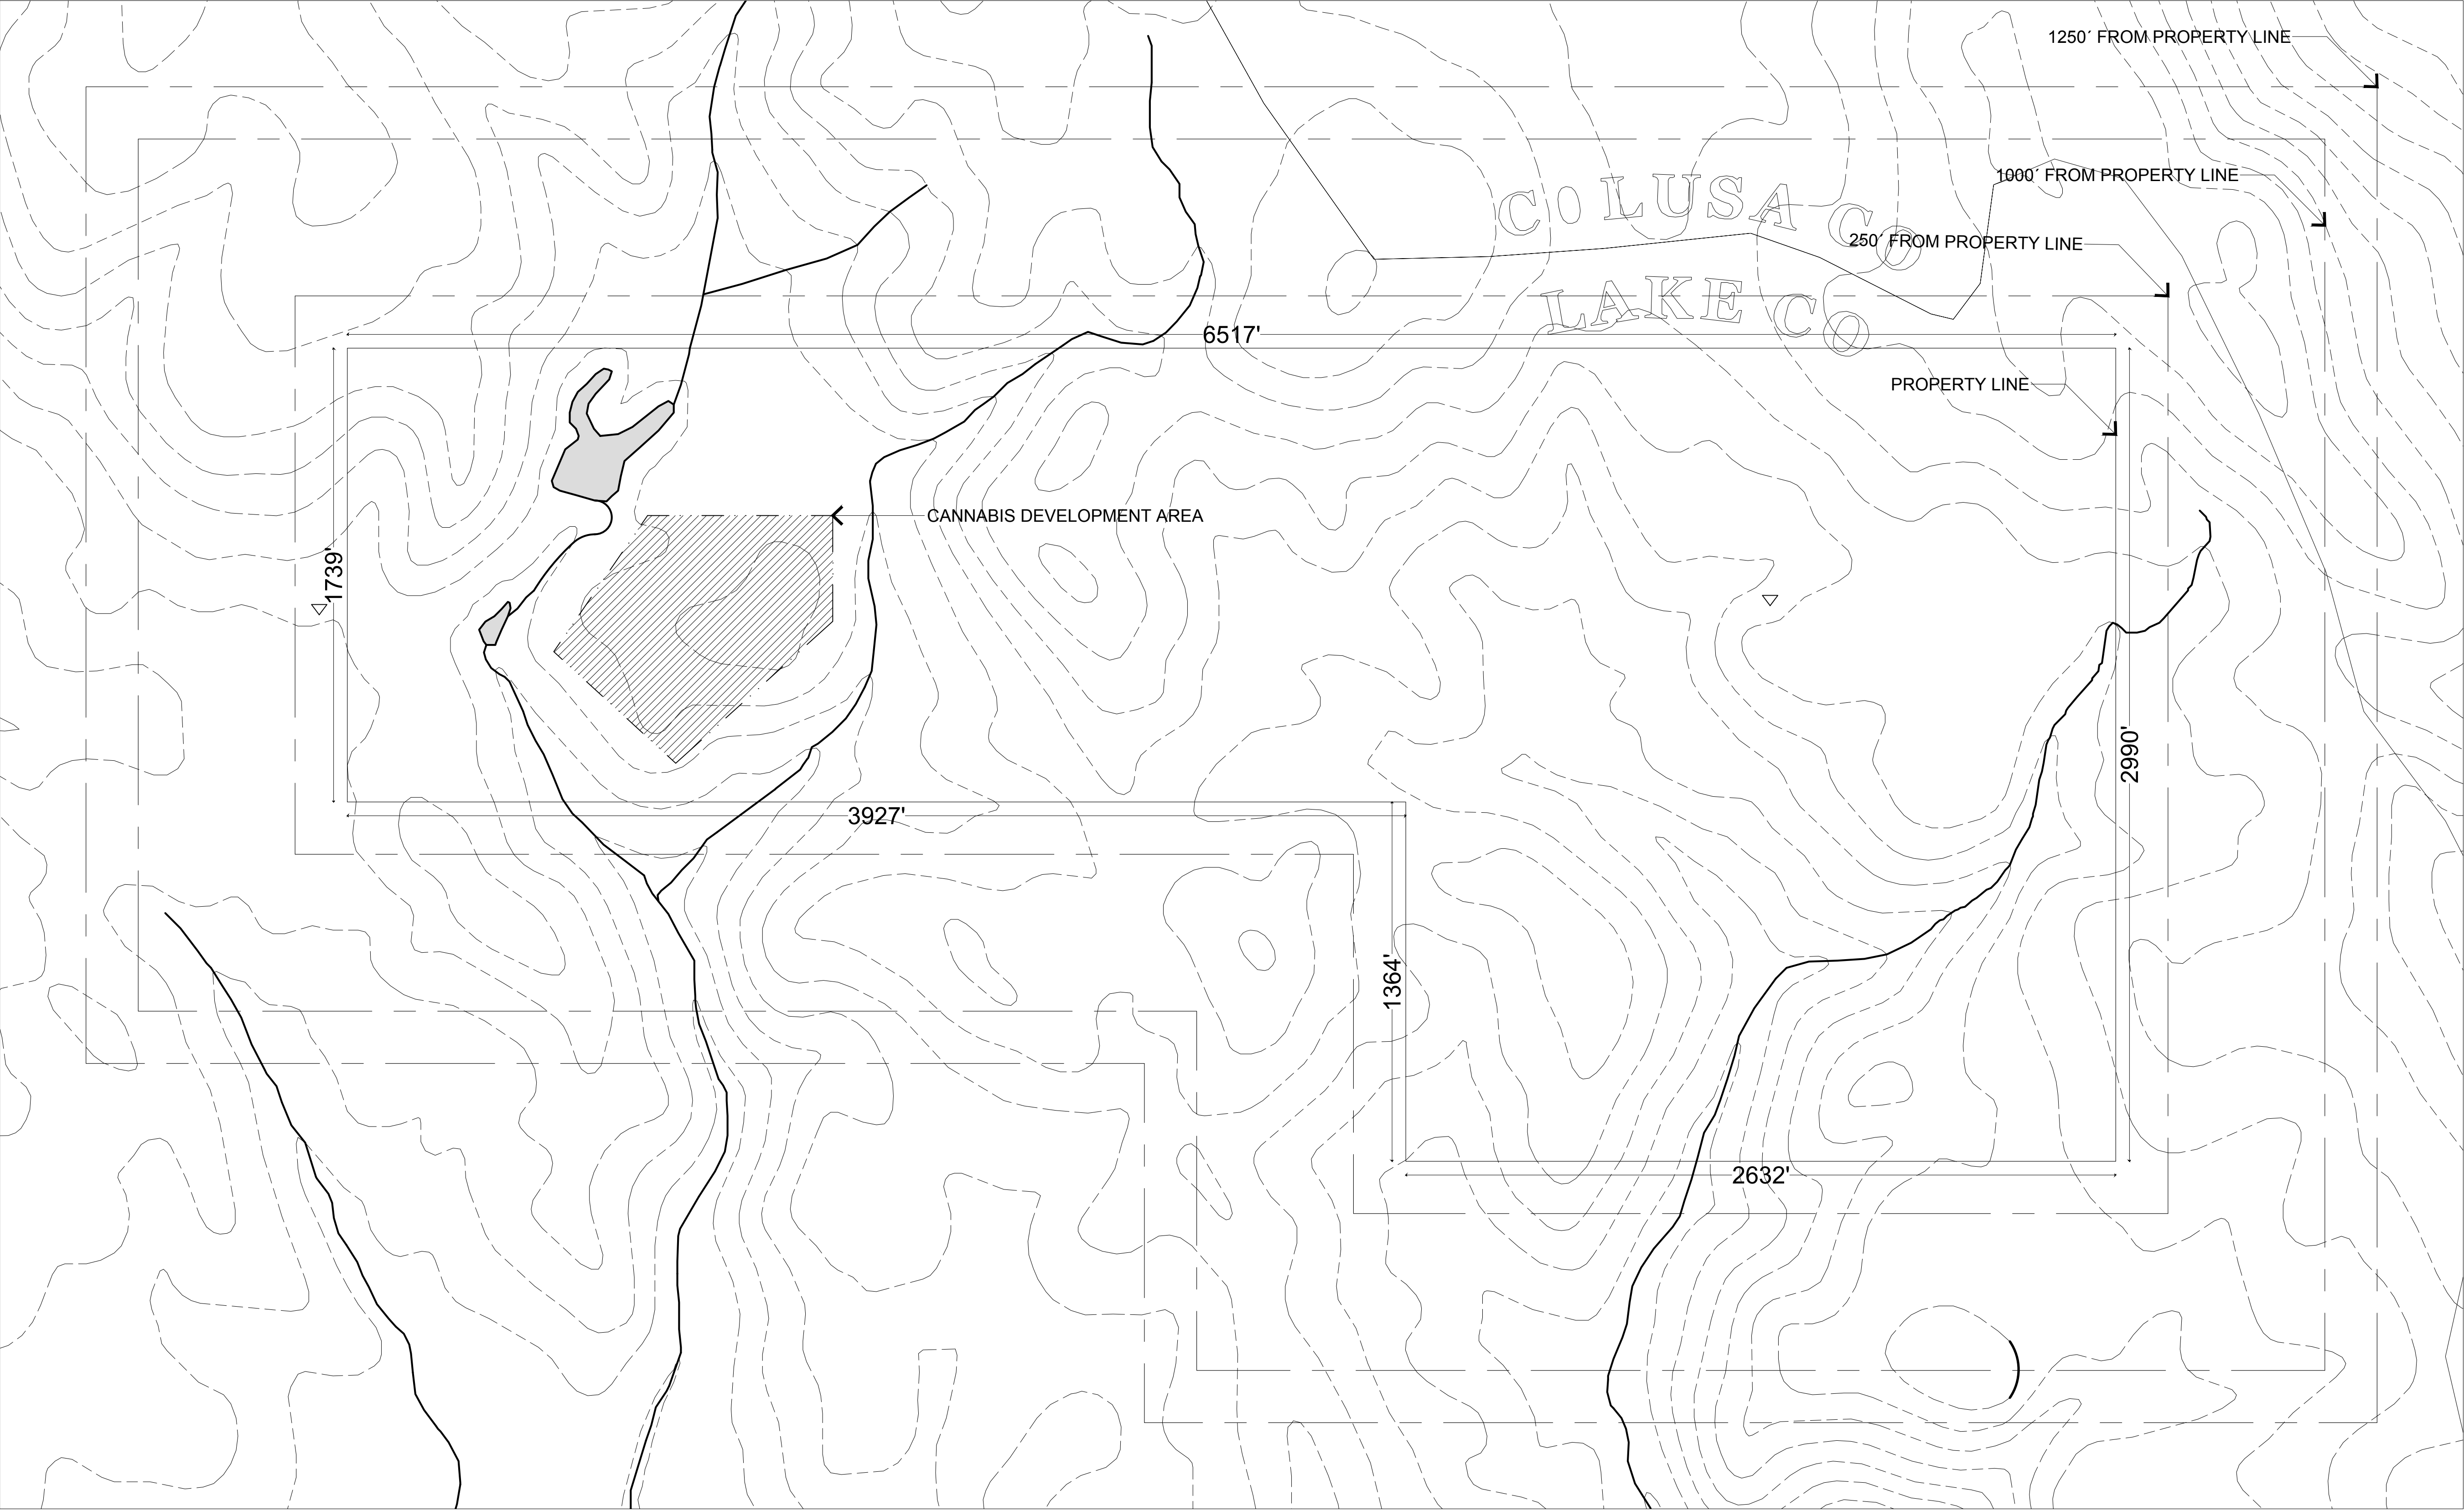 1250´ FROM PROPERTY LINE
1000´ FROM PROPERTY LINE
COLUSA CO
250´ FROM PROPERTY LINE
LAKE CO
6517'
PROPERTY LINE
CANNABIS DEVELOPMENT AREA
1739'
2990'
3927'
1364'
2632'